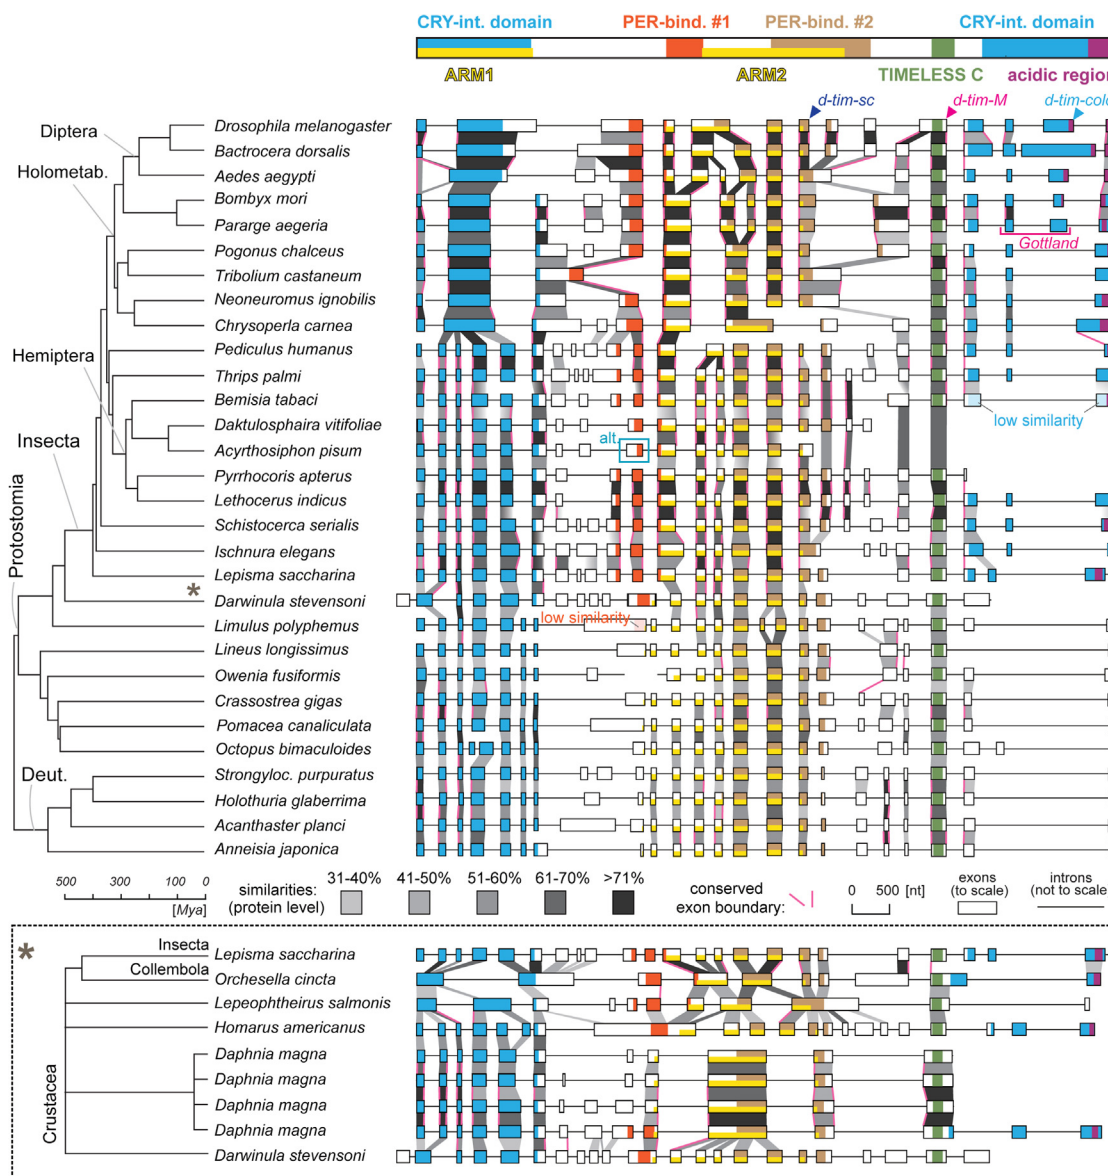 CRY-int. domain PER-bind. #1 PER-bind. #2 CRY-int. domain
ARM1 ARM2 TIMELESS C acidic region
d-tim-sc d-tim-M d-tim-cold
Diptera
Drosophila melanogaster
Bactrocera dorsalis
Holometab.
Aedes aegypti
Bombyx mori
Pararge aegeria
Gottland
Pogonus chalceus
Tribolium castaneum
Neoneuromus ignobilis
Chrysoperla carnea
Hemiptera
Pediculus humanus
Thrips palmi
Bemisia tabaci
low similarity
Daktulosphaira vitifoliae
Insecta
alt.
Acyrthosiphon pisum
Pyrrhocoris apterus
Lethocerus indicus
Schistocerca serialis
Protostomia
Ischnura elegans
Lepisma saccharina
*
Darwinula stevensoni
low similarity
Limulus polyphemus
Lineus longissimus
Owenia fusiformis
Crassostrea gigas
Pomacea canaliculata
Octopus bimaculoides
Deut.
Strongyloc. purpuratus
Holothuria glaberrima
Acanthaster planci
Anneisia japonica
500 300 100 0
[Mya]
similarities:
(protein level)
31-40% 41-50% 51-60% 61-70% >71%
conserved
exon boundary:
0 500 [nt]
exons
(to scale)
introns
(not to scale
*
Insecta
Lepisma saccharina
Collembola
Orchesella cincta
Lepeophtheirus salmonis
Homarus americanus
Crustacea
Daphnia magna
Daphnia magna
Daphnia magna
Daphnia magna
Darwinula stevensoni